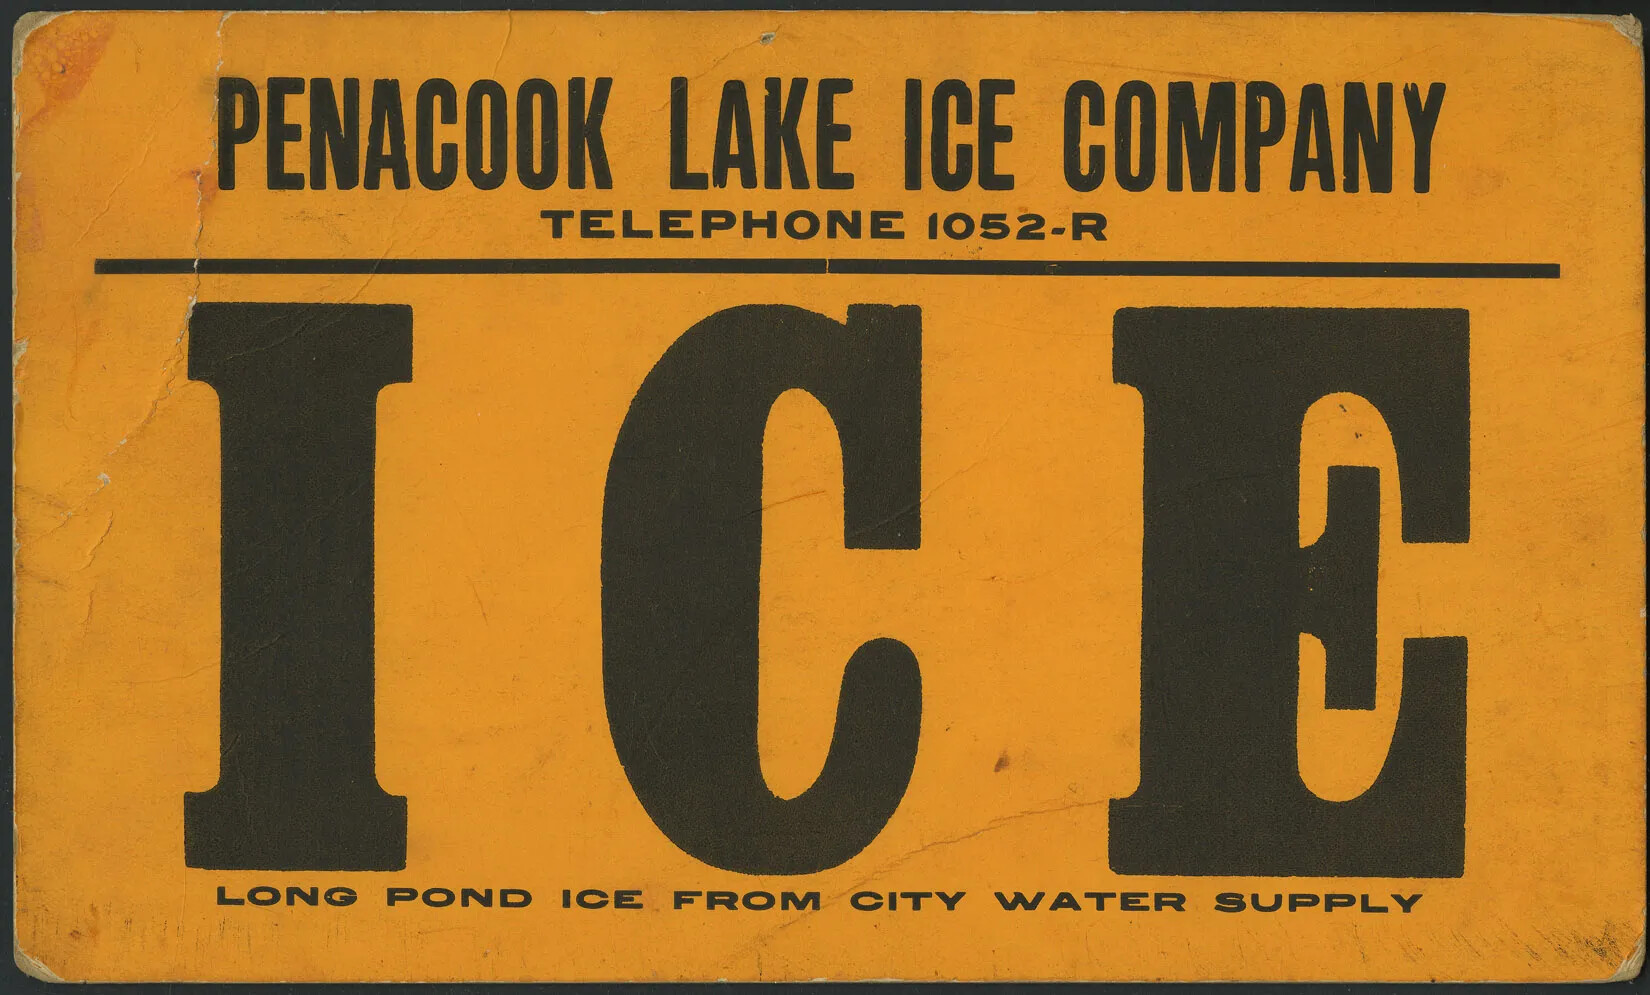 PENACOOK LAKE ICE COMPANY
TELEPHONE 1052-R
ICE
LONG POND ICE FROM CITY WATER SUPPLY